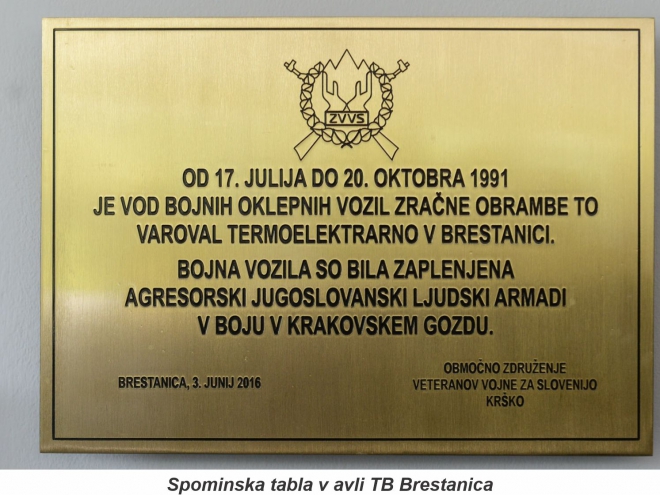 ZVVS
OD 17. JULIJA DO 20. OKTOBRA 1991
JE VOD BOJNIH OKLEPNIH VOZIL ZRAČNE OBRAMBE TO
VAROVAL TERMOELEKTRARNO V BRESTANICI.
BOJNA VOZILA SO BILA ZAPLENJENA
AGRESORSKI JUGOSLOVANSKI LJUDSKI ARMADI
V BOJU V KRAKOVSKEM GOZDU.
BRESTANICA, 3. JUNIJ 2016
OBMOČNO ZDRUŽENJE
VETERANOV VOJNE ZA SLOVENIJO
KRŠKO
Spominska tabla v avli TB Brestanica